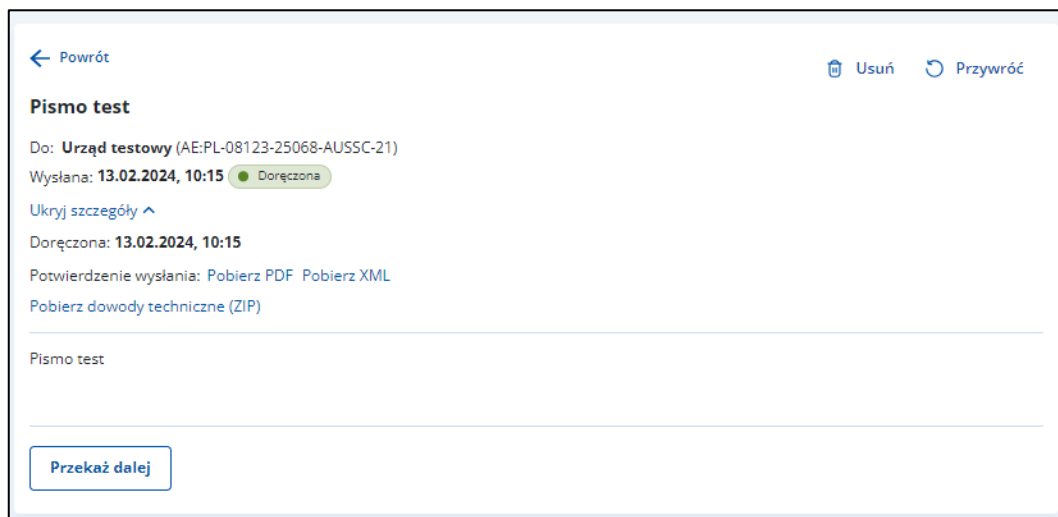 Powrót
Usuń Przywróć
Pismo test
Do: Urząd testowy (AE:PL-08123-25068-AUSSC-21)
Wysłana: 13.02.2024, 10:15 Doręczona
Ukryj szczegóły
Doręczona: 13.02.2024, 10:15
Potwierdzenie wysłania: Pobierz PDF Pobierz XML
Pobierz dowody techniczne (ZIP)
Pismo test
Przekaż dalej